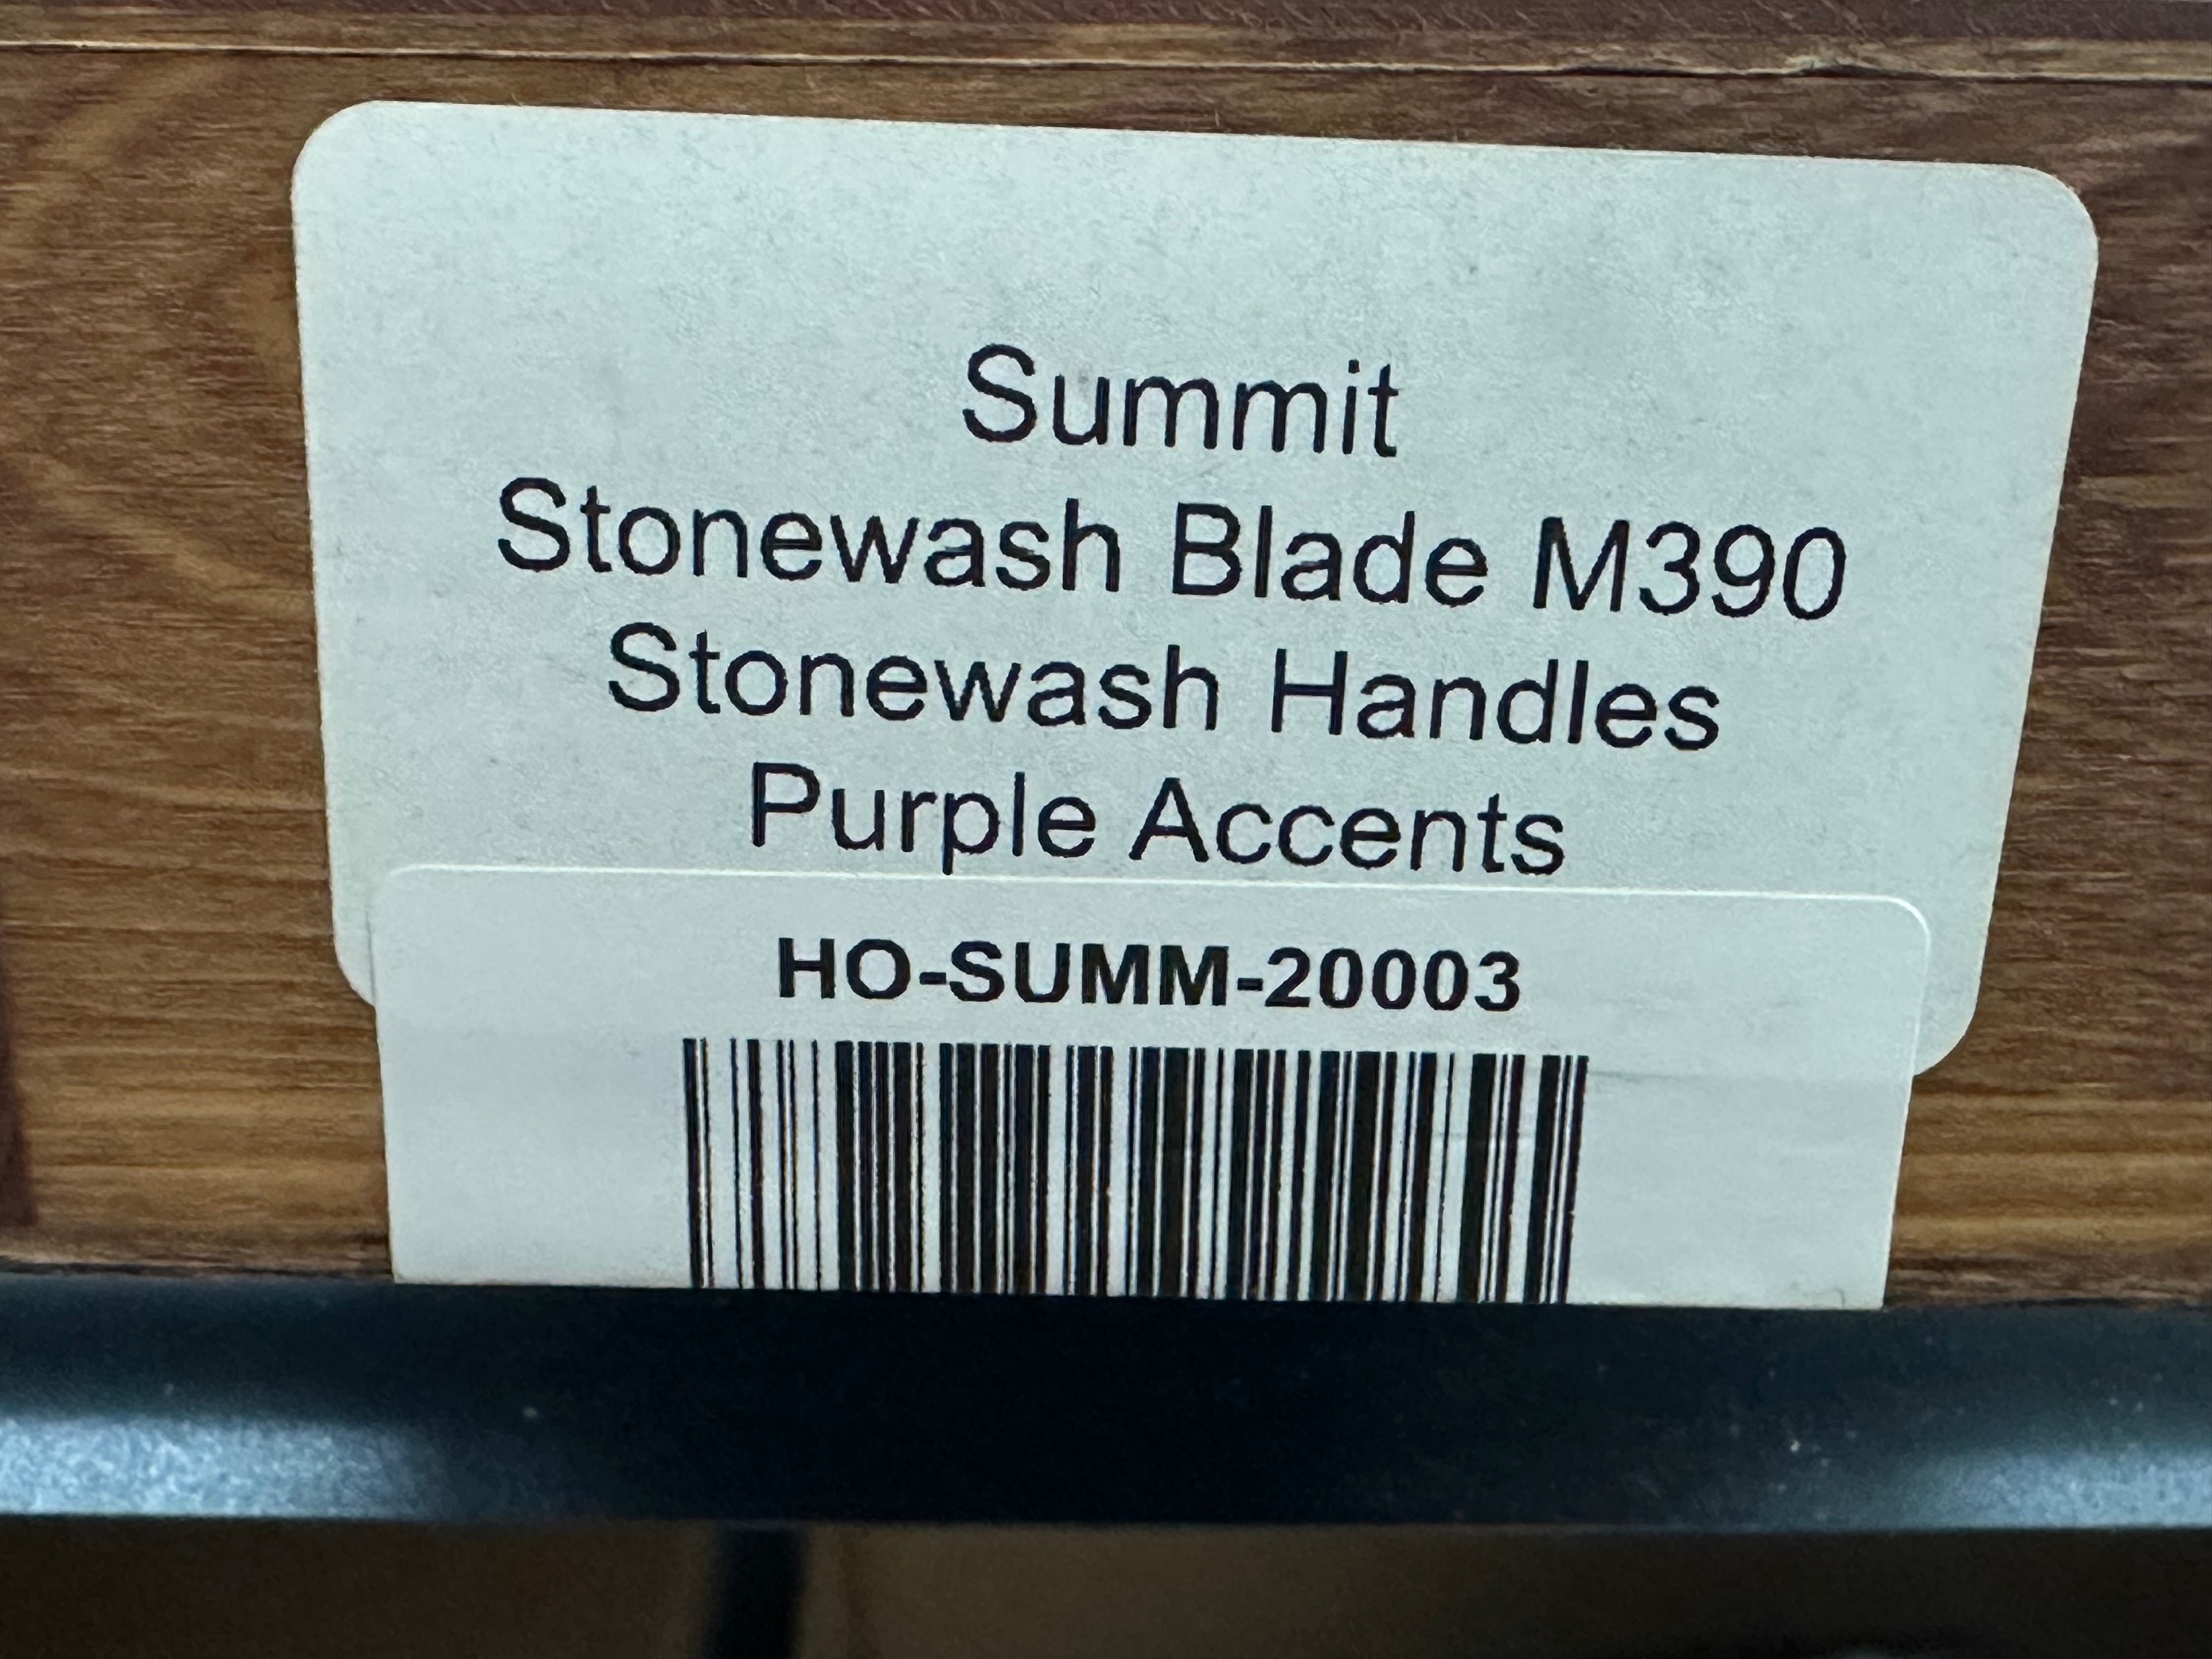 Summit
Stonewash Blade M390
Stonewash Handles
Purple Accents
HO-SUMM-20003